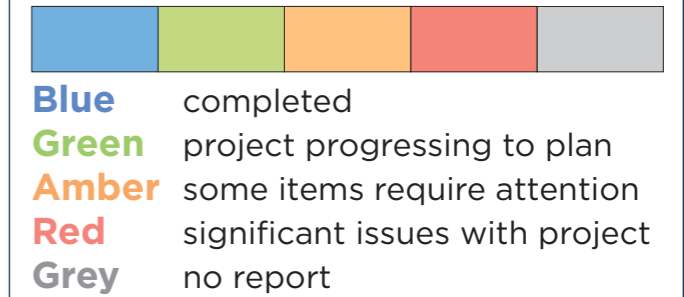 Blue completed
Green project progressing to plan
Amber some items require attention
Red significant issues with project
Grey no report